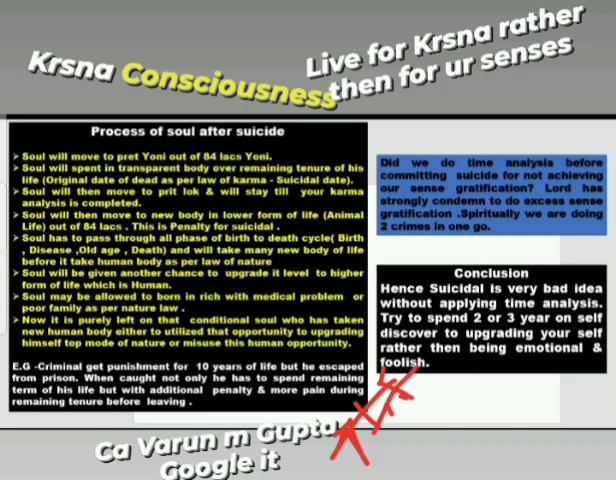 Krsna Consciousness
Live for Krsna rather
then for ur senses
Process of soul after suicide
➢ Soul will move to pret Yoni out of 84 lacs Yoni.
➢ Soul will spent in transparent body over remaining tenure of his
life (Original date of dead as per law of karma - Suicidal date).
➢ Soul will then move to prit lok & will stay till your karma
analysis is completed.
➢ Soul will then move to new body in lower form of life (Animal
Life) out of 84 lacs . This is Penalty for suicidal .
➢ Soul has to pass through all phase of birth to death cycle( Birth
, Disease ,Old age , Death) and will take many new body of life
before it take human body as per law of nature
➢ Soul will be given another chance to upgrade it level to higher
form of life which is Human.
➢ Soul may be allowed to born in rich with medical problem or
poor family as per nature law .
➢ Now it is purely left on that conditional soul who has taken
new human body either to utilized that opportunity to upgrading
himself top mode of nature or misuse this human opportunity.
E.G -Criminal get punishment for 10 years of life but he escaped
from prison. When caught not only he has to spend remaining
term of his life but with additional penalty & more pain during
remaining tenure before leaving .
Did we do time analysis before
committing suicide for not achieving
our sense gratification? Lord has
strongly condemn to do excess sense
gratification .Spiritually we are doing
2 crimes in one go.
Conclusion
Hence Suicidal is very bad idea
without applying time analysis.
Try to spend 2 or 3 year on self
discover to upgrading your self
rather then being emotional &
foolish.
Ca Varun m Gupta
Google it